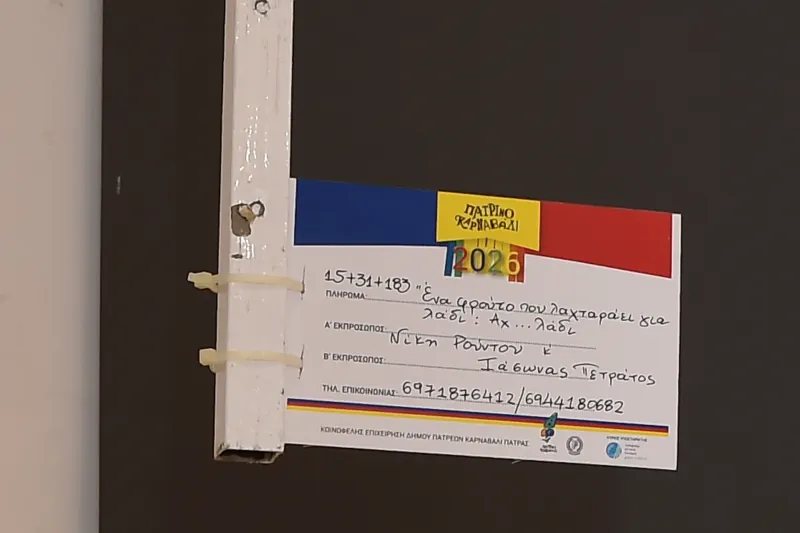 ΠΑΤΡΙΝΟ
ΚΑΡΝΑΒΑΛΙ
2026
15+31+183 "Ένα φρούτο που λαχταράει για
ΠΛΗΡΩΜΑ:
λάδι: Αχ...λάδι
Α' ΕΚΠΡΟΣΩΠΟΣ: Νίκη Ρούντου κ'
Β' ΕΚΠΡΟΣΩΠΟΣ: Ιάσωνας Πετράτος
ΤΗΛ. ΕΠΙΚΟΙΝΩΝΙΑΣ: 6971876412/6944180682
ΚΟΙΝΟΦΕΛΗΣ ΕΠΙΧΕΙΡΗΣΗ ΔΗΜΟΥ ΠΑΤΡΕΩΝ ΚΑΡΝΑΒΑΛΙ ΠΑΤΡΑΣ